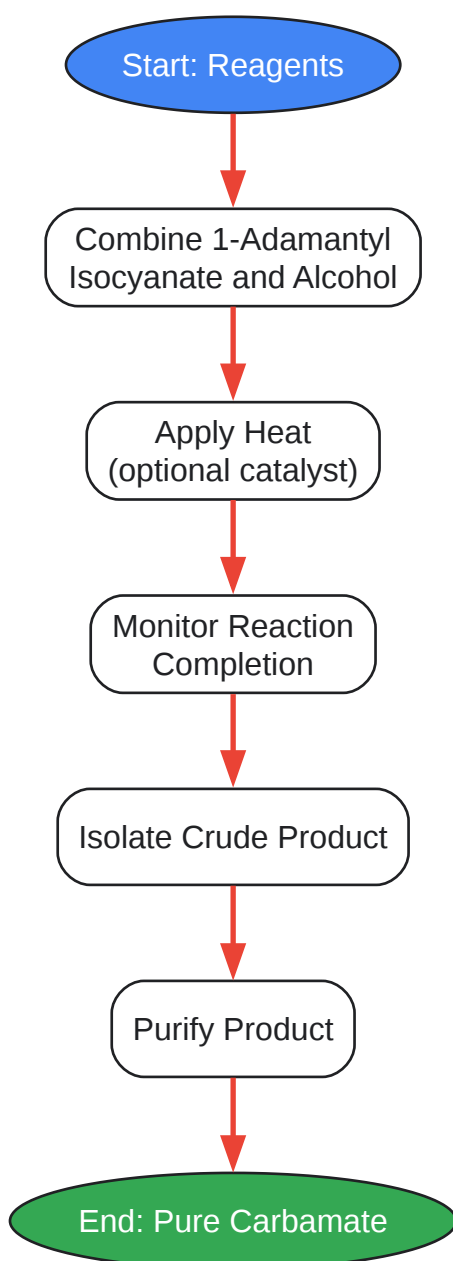 Start: Reagents
Combine 1-Adamantyl
Isocyanate and Alcohol
Apply Heat
(optional catalyst)
Monitor Reaction
Completion
Isolate Crude Product
Purify Product
End: Pure Carbamate